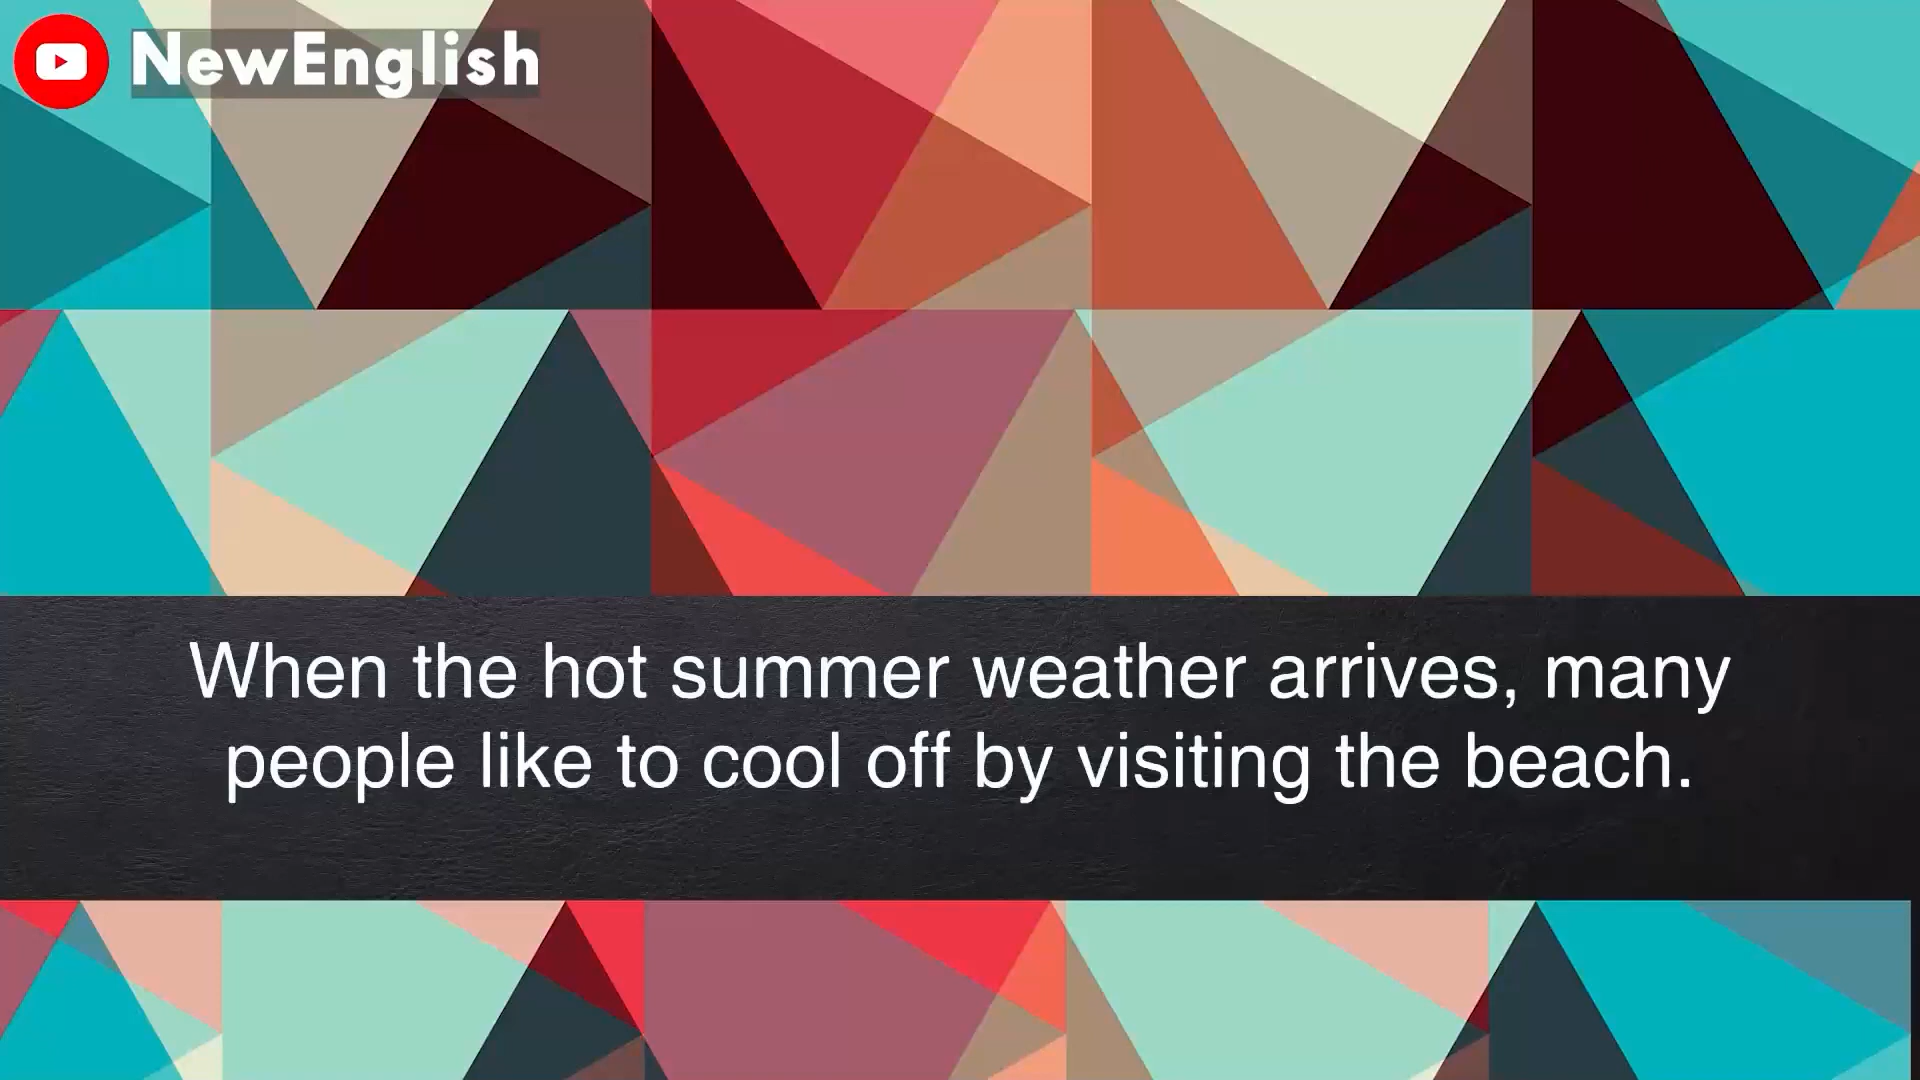 NewEnglish
When the hot summer weather arrives, many
people like to cool off by visiting the beach.